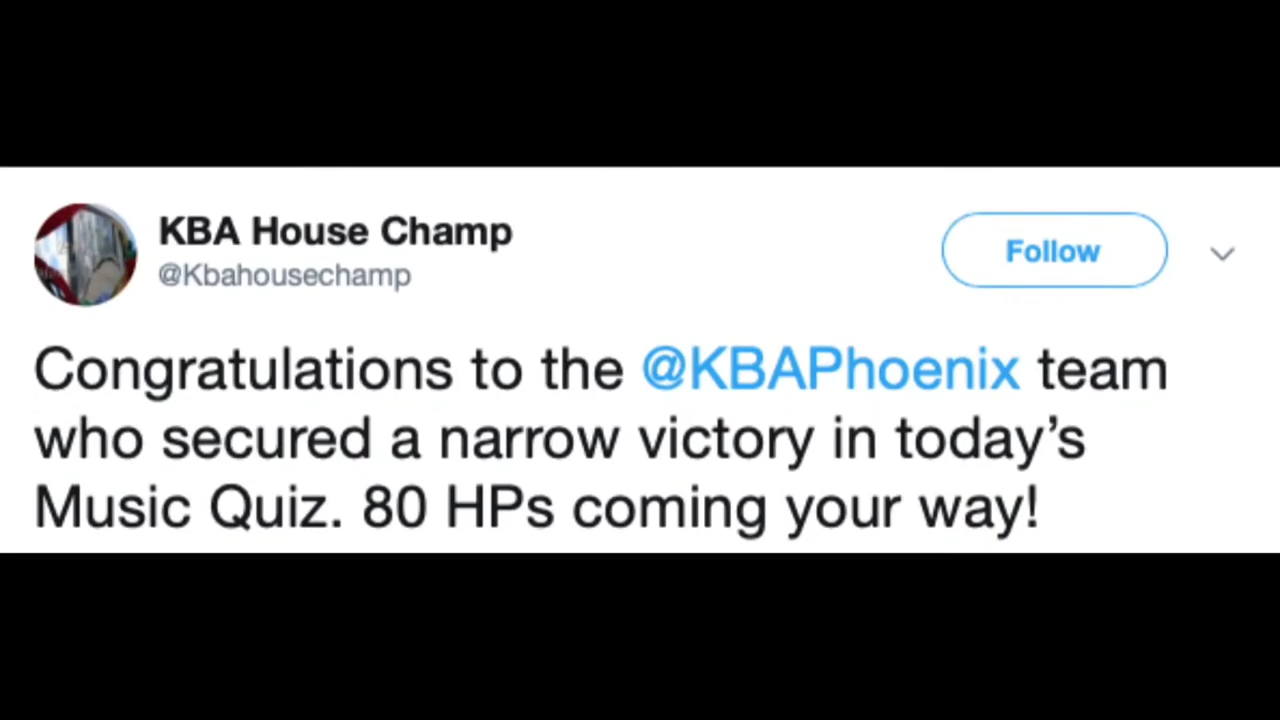 KBA House Champ
@Kbahousechamp
Follow
Congratulations to the @KBAPhoenix team
who secured a narrow victory in today’s
Music Quiz. 80 HPs coming your way!